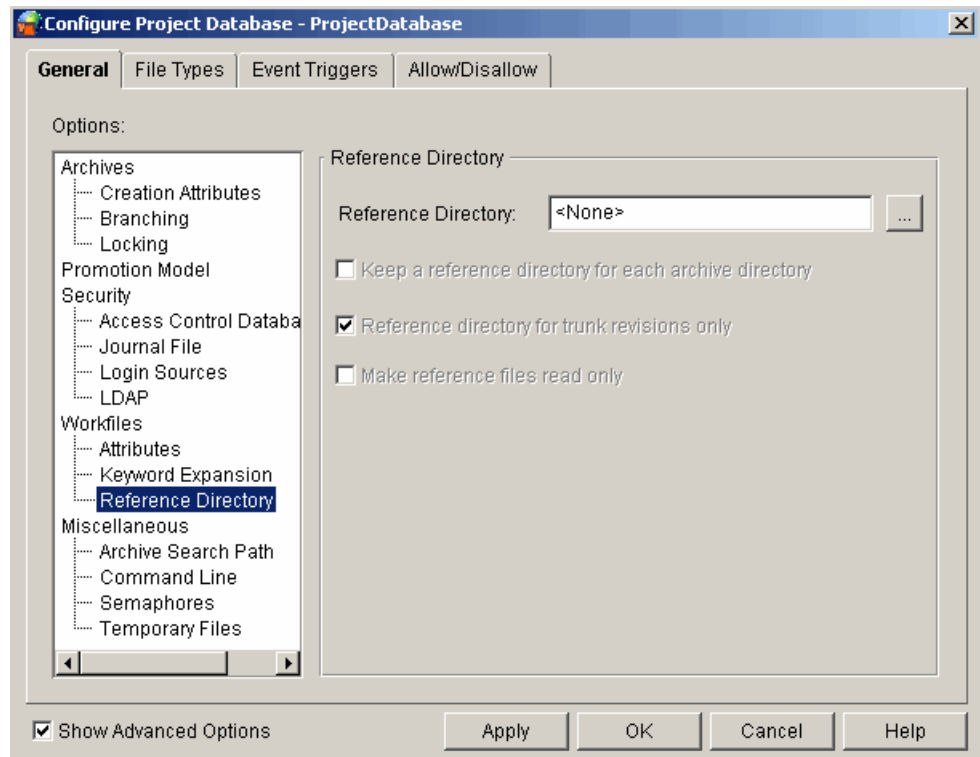 Configure Project Database - ProjectDatabase
General File Types Event Triggers Allow/Disallow
Options:
Archives
Creation Attributes
Branching
Locking
Promotion Model
Security
Access Control Databa
Journal File
Login Sources
LDAP
Workfiles
Attributes
Keyword Expansion
Reference Directory
Miscellaneous
Archive Search Path
Command Line
Semaphores
Temporary Files
Reference Directory
Reference Directory: <None> ...
Keep a reference directory for each archive directory
Reference directory for trunk revisions only
Make reference files read only
Show Advanced Options Apply OK Cancel Help